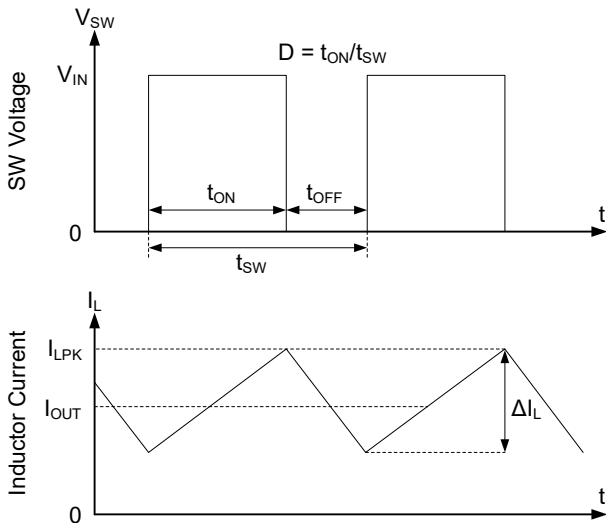 V_SW
D = t_ON/t_SW
V_IN
SW Voltage
t_ON
t_OFF
t
0
t_SW
I_L
I_LPK
I_OUT
ΔI_L
Inductor Current
t
0